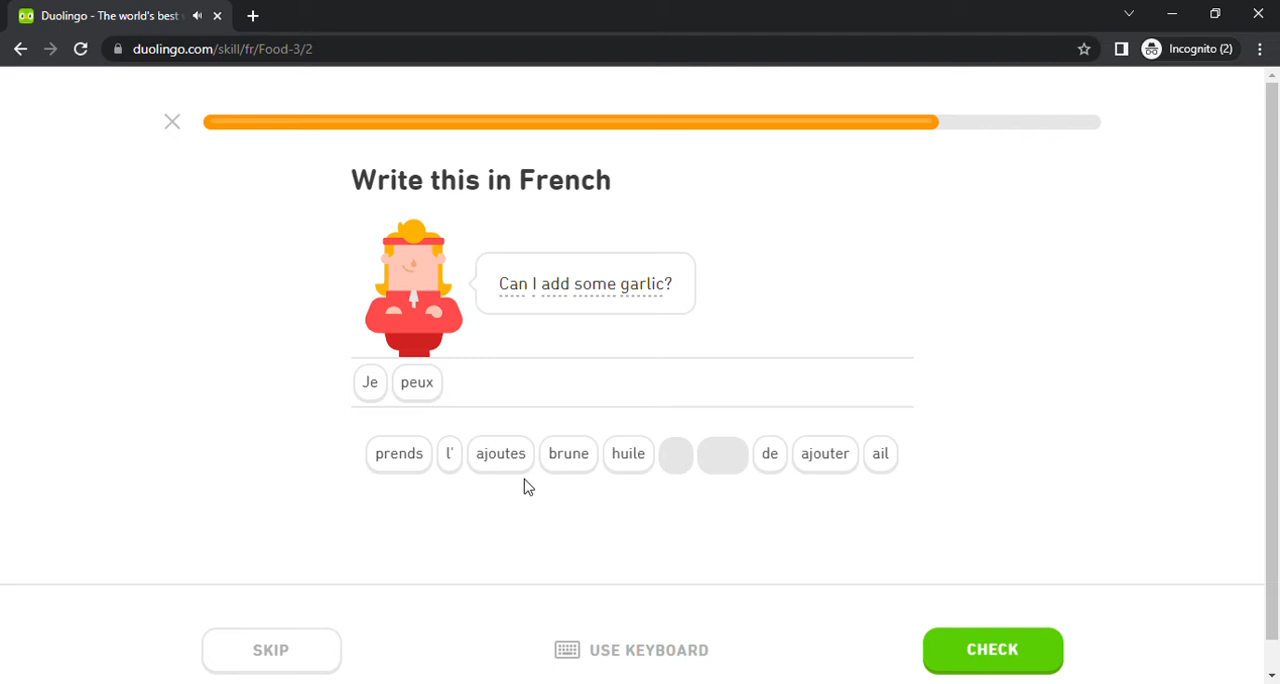 Duolingo - The world's best
duolingo.com/skill/fr/Food-3/2
Incognito (2)
Write this in French
Can I add some garlic?
Je peux
prends l' ajoutes brune huile de ajouter ail
SKIP USE KEYBOARD CHECK